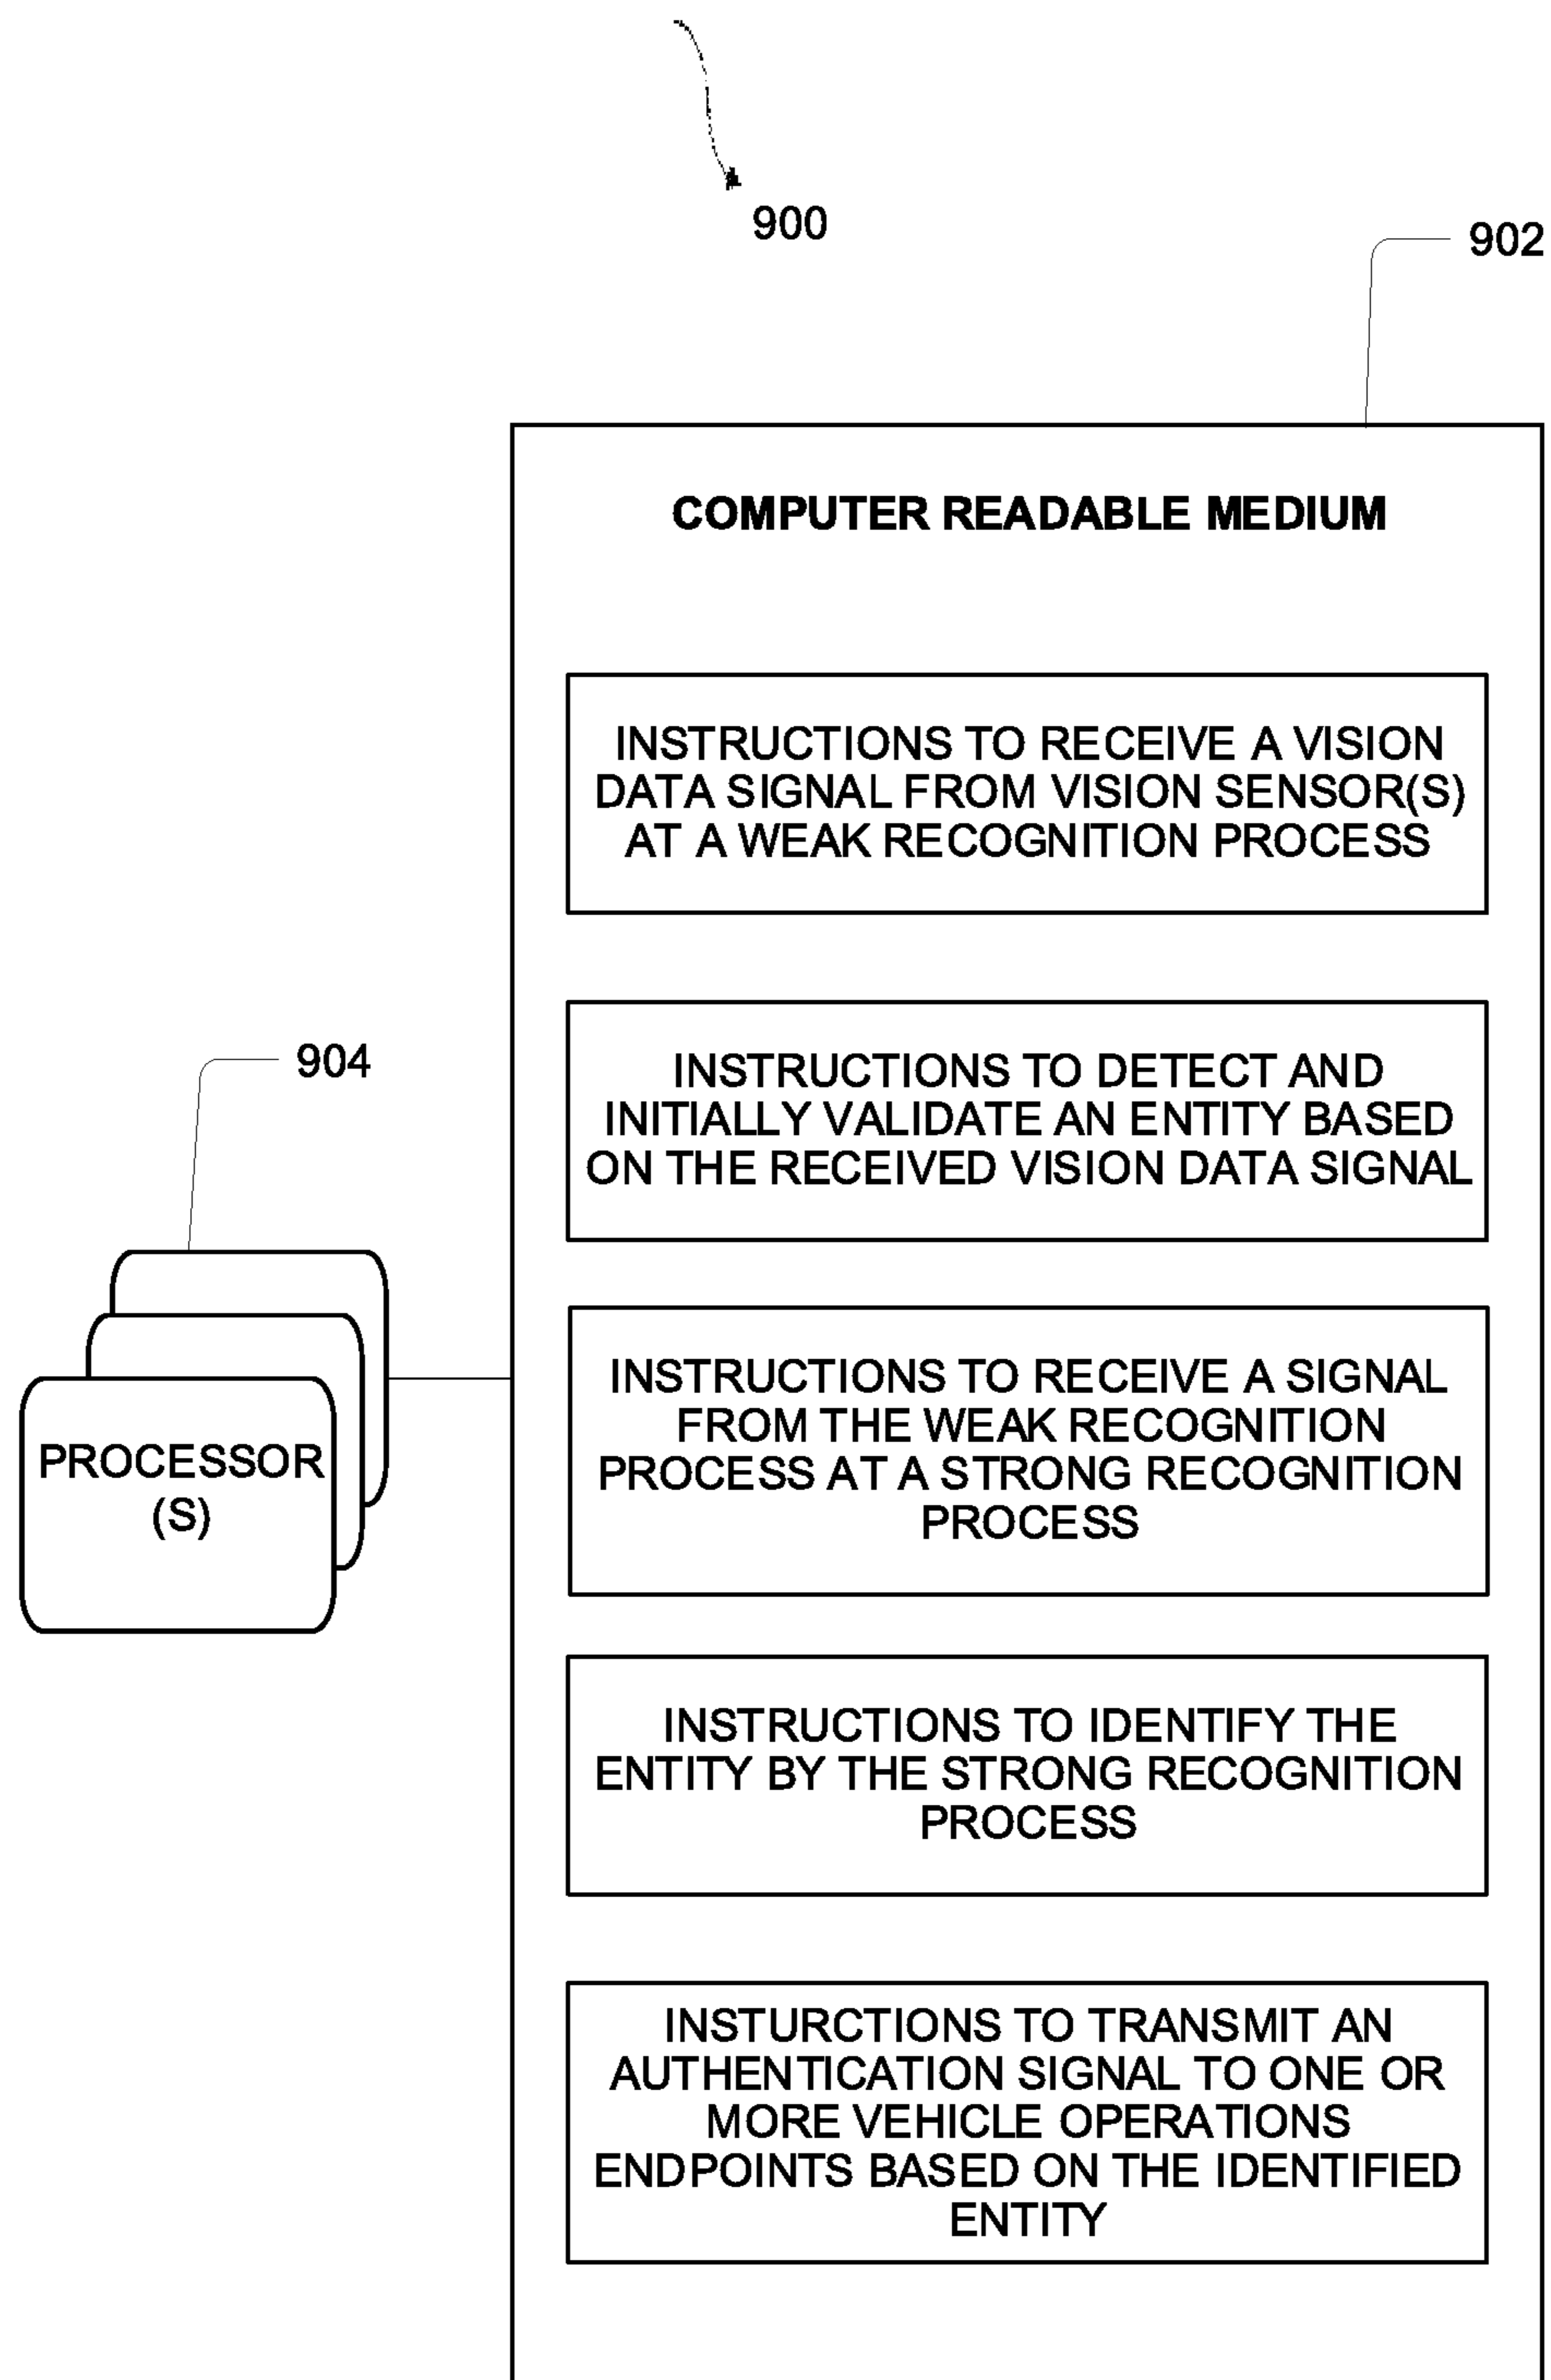 900
902
COMPUTER READABLE MEDIUM
INSTRUCTIONS TO RECEIVE A VISION
DATA SIGNAL FROM VISION SENSOR(S)
AT A WEAK RECOGNITION PROCESS
904
INSTRUCTIONS TO DETECT AND
INITIALLY VALIDATE AN ENTITY BASED
ON THE RECEIVED VISION DATA SIGNAL
PROCESSOR
(S)
INSTRUCTIONS TO RECEIVE A SIGNAL
FROM THE WEAK RECOGNITION
PROCESS AT A STRONG RECOGNITION
PROCESS
INSTRUCTIONS TO IDENTIFY THE
ENTITY BY THE STRONG RECOGNITION
PROCESS
INSTURCTIONS TO TRANSMIT AN
AUTHENTICATION SIGNAL TO ONE OR
MORE VEHICLE OPERATIONS
ENDPOINTS BASED ON THE IDENTIFIED
ENTITY